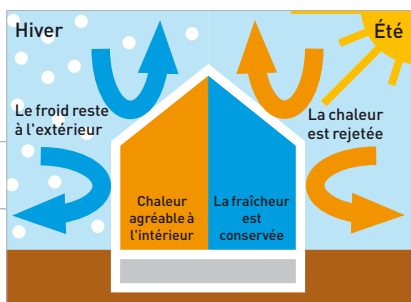 Hiver
Été
Le froid reste
à l'extérieur
La chaleur
est rejetée
Chaleur
agréable à
l'intérieur
La fraîcheur
est
conservée